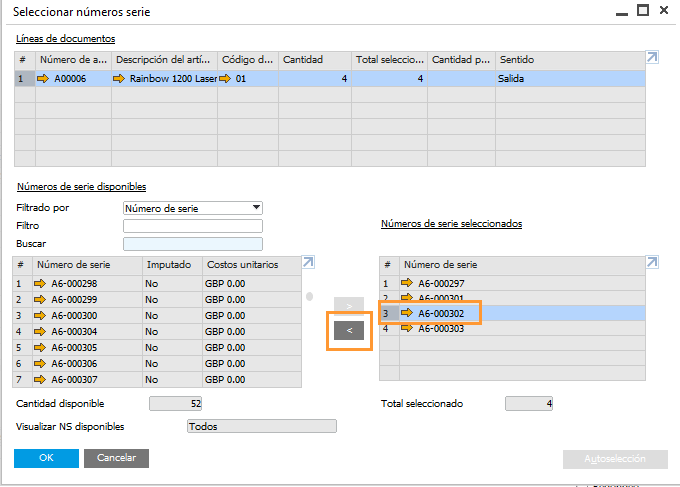 Seleccionar números serie
Líneas de documentos
# Número de a... Descripción del artí... Código d... Cantidad Total seleccio... Cantidad p... Sentido
1 A00006 Rainbow 1200 Laser 01 4 4 Salida
Números de serie disponibles
Filtrado por Número de serie
Filtro
Buscar
Números de serie seleccionados
# Número de serie Imputado Costos unitarios
1 A6-000298 No GBP 0.00
2 A6-000299 No GBP 0.00
3 A6-000300 No GBP 0.00
4 A6-000304 No GBP 0.00
5 A6-000305 No GBP 0.00
6 A6-000306 No GBP 0.00
7 A6-000307 No GBP 0.00
>
<
# Número de serie
1 A6-000297
2 A6-000301
3 A6-000302
4 A6-000303
Cantidad disponible 52
Total seleccionado 4
Visualizar NS disponibles Todos
OK Cancelar Autoselección